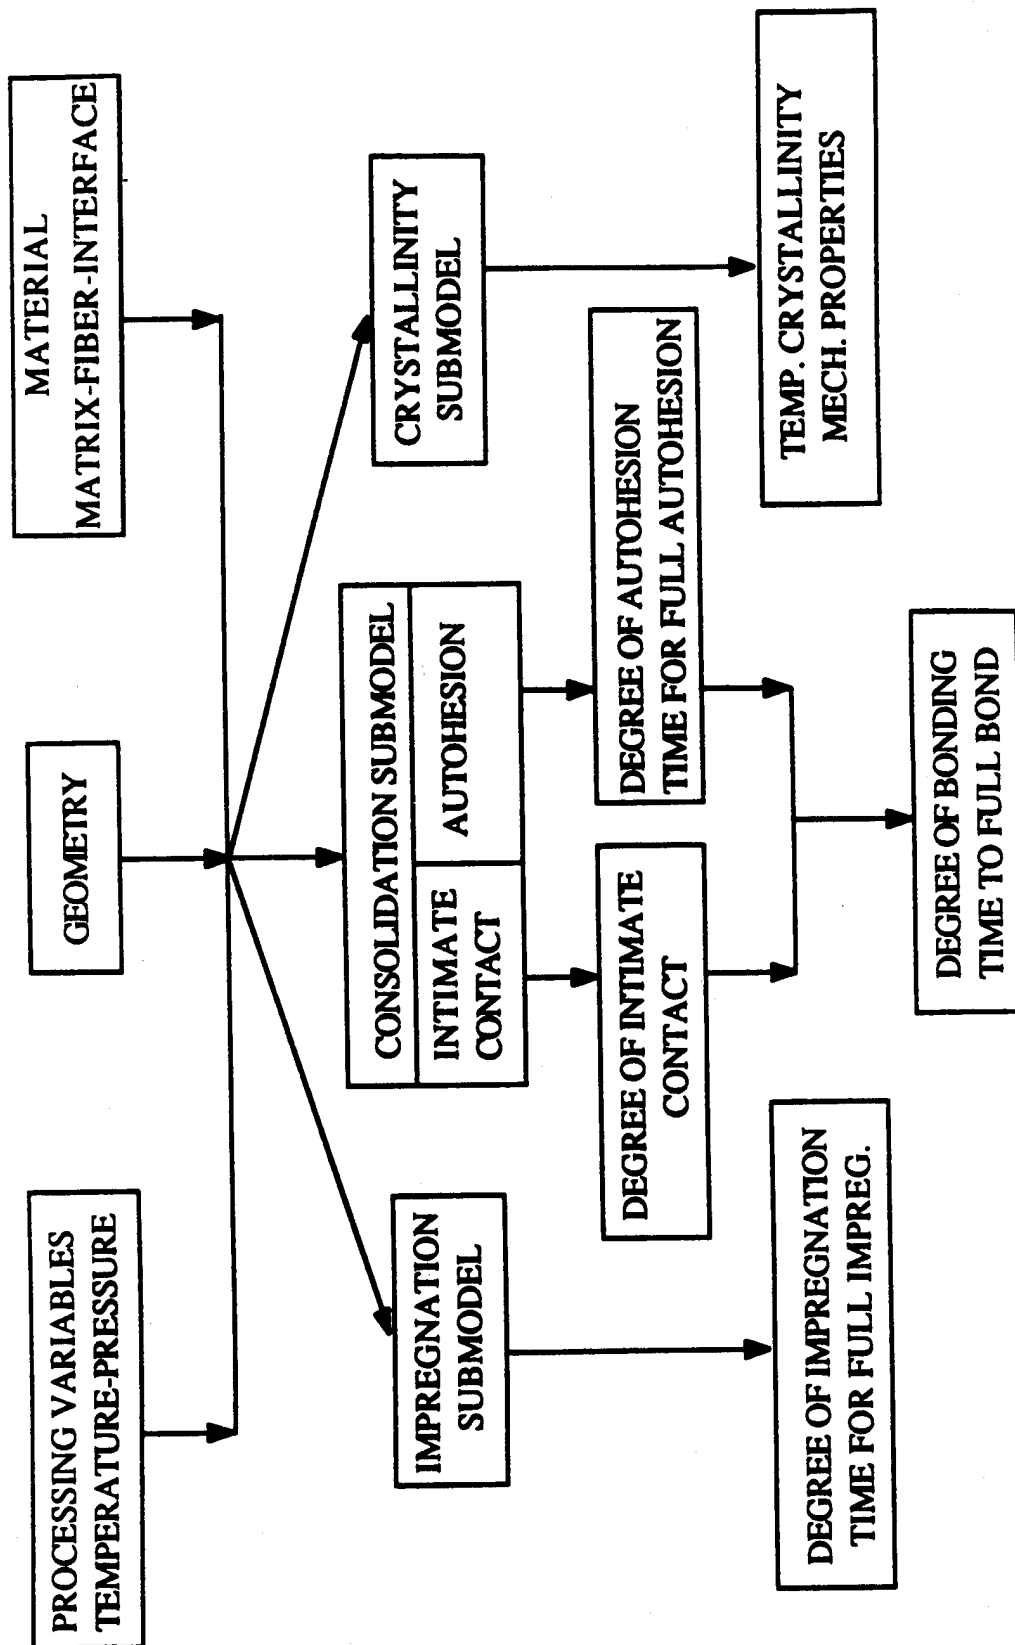 PROCESSING VARIABLES
TEMPERATURE-PRESSURE
GEOMETRY
MATERIAL
MATRIX-FIBER-INTERFACE
IMPREGNATION
SUBMODEL
CONSOLIDATION SUBMODEL
INTIMATE
CONTACT
AUTOHESION
CRYSTALLINITY
SUBMODEL
DEGREE OF INTIMATE
CONTACT
DEGREE OF AUTOHESION
TIME FOR FULL AUTOHESION
DEGREE OF IMPREGNATION
TIME FOR FULL IMPREG.
TEMP. CRYSTALLINITY
MECH. PROPERTIES
DEGREE OF BONDING
TIME TO FULL BOND